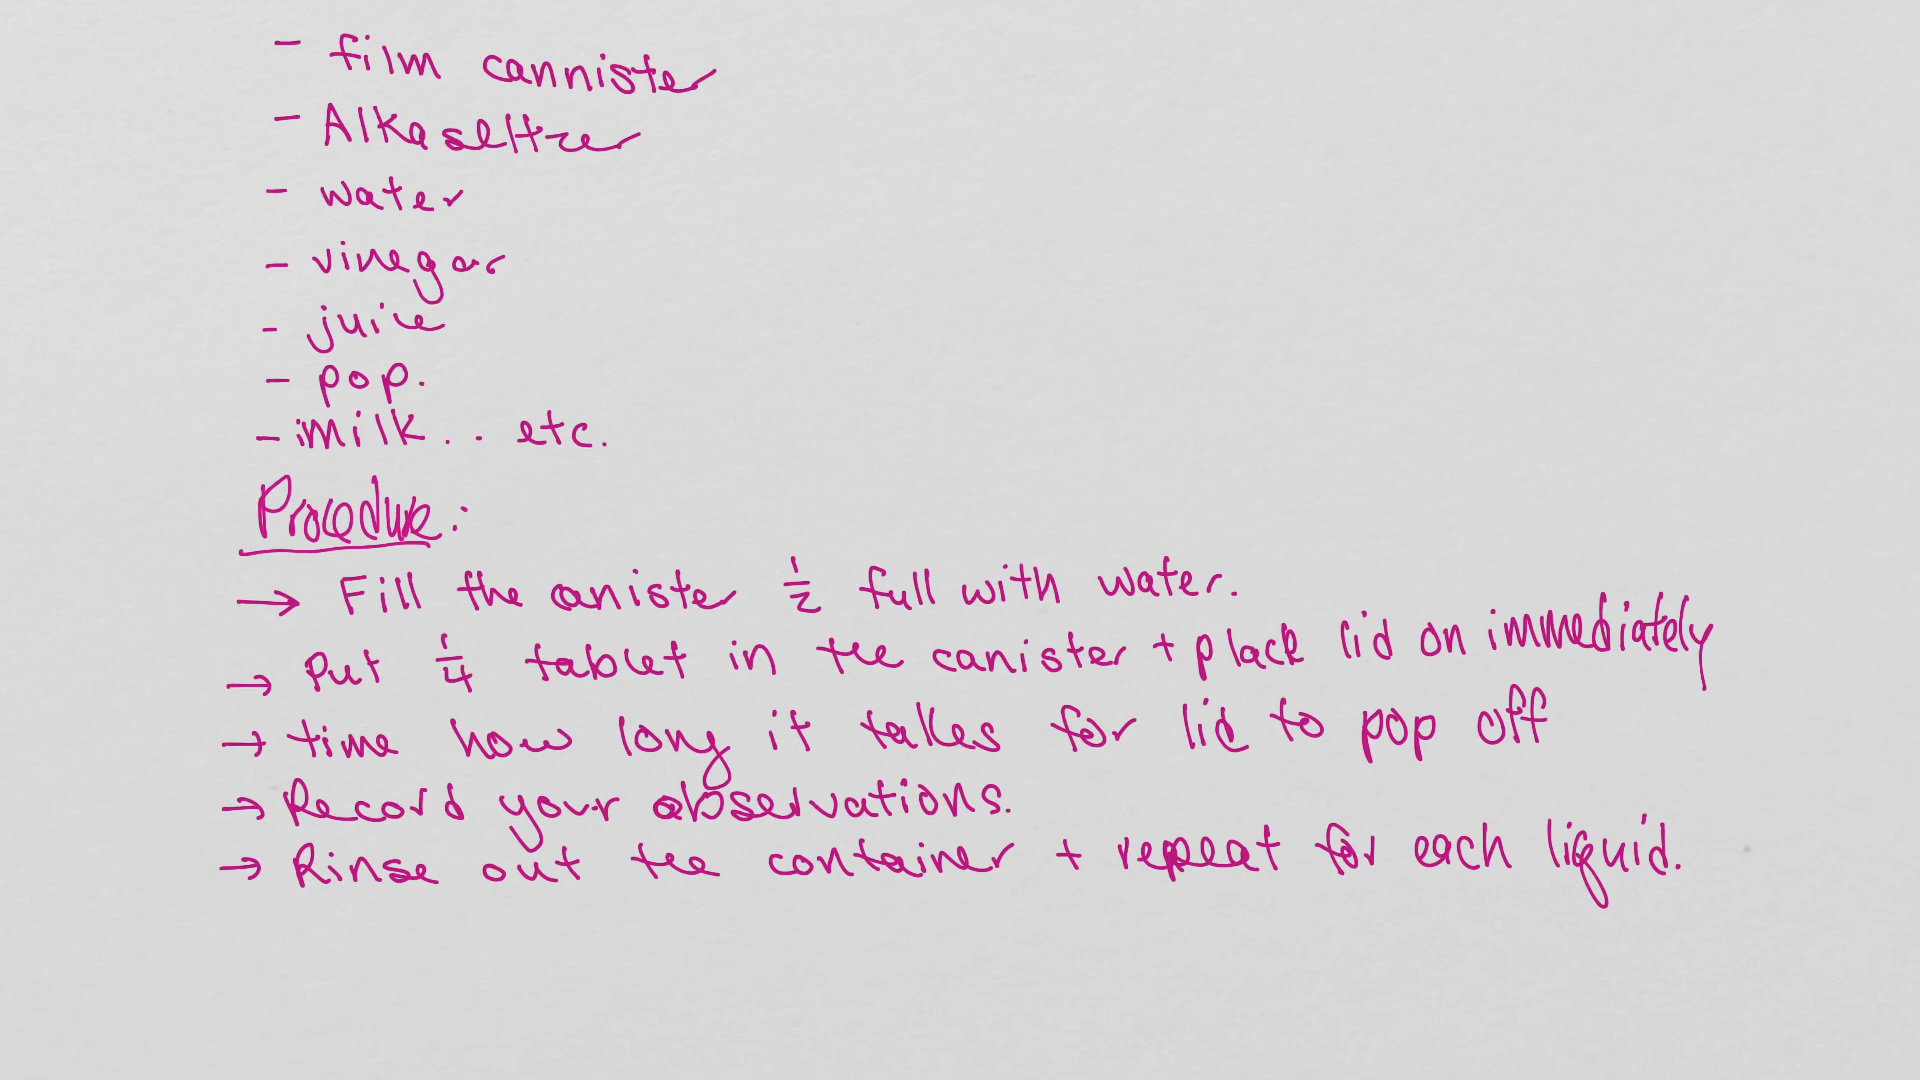 - film cannister
- Alkaseltzer
- water
- vinegar
- juice
- pop.
- milk... etc.
Procedure:
→ Fill the canister 1/2 full with water.
→ Put 1/4 tablet in the canister + place lid on immediately
→ time how long it takes for lid to pop off
→ Record your observations.
→ Rinse out the container + repeat for each liquid.